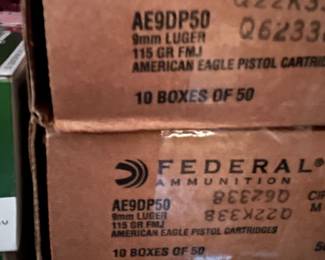 AE9DP50
9mm LUGER
115 GR FMJ
AMERICAN EAGLE PISTOL
10 BOXES OF 50
FEDERAL®
AMMUNITION
AE9DP50
9mm LUGER
115 GR FMJ
AMERICAN EAGLE PISTOL CARTRIDGES
10 BOXES OF 50
Q62338
Q22K338